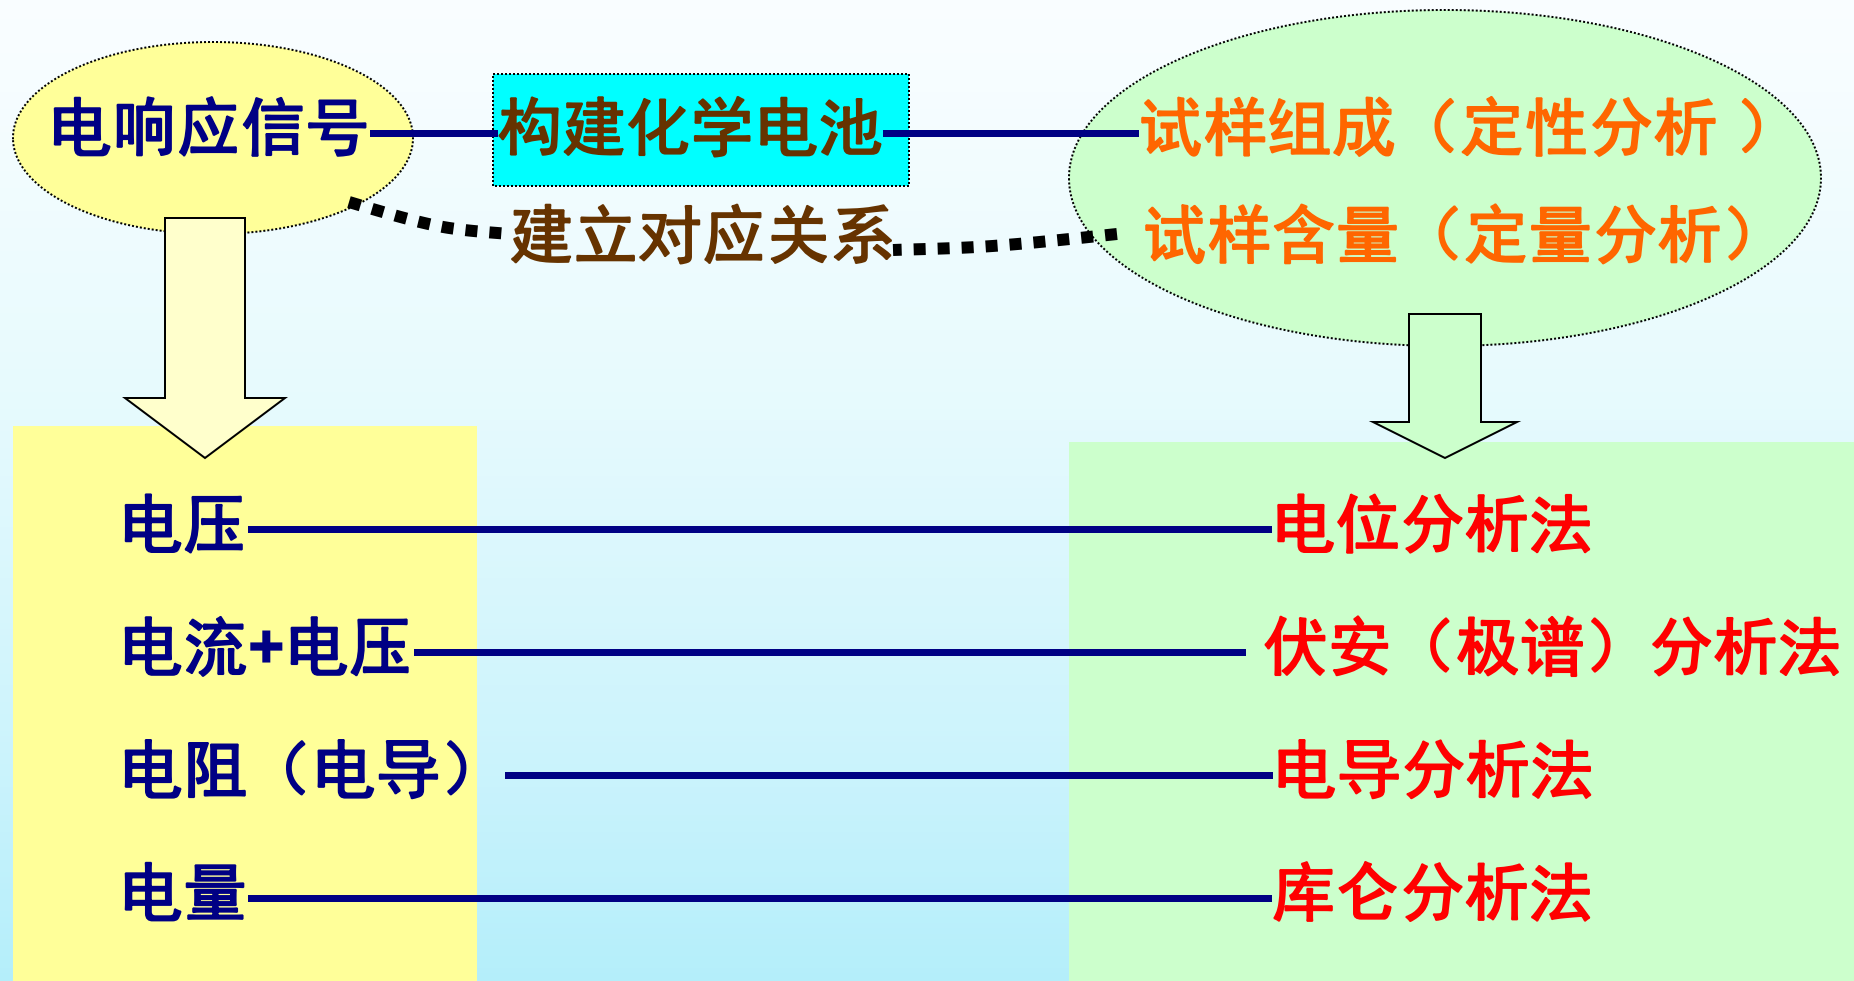 电响应信号 构建化学电池 试样组成（定性分析 ）
建立对应关系 试样含量（定量分析）
电压 电位分析法
电流+电压 伏安（极谱）分析法
电阻（电导） 电导分析法
电量 库仑分析法